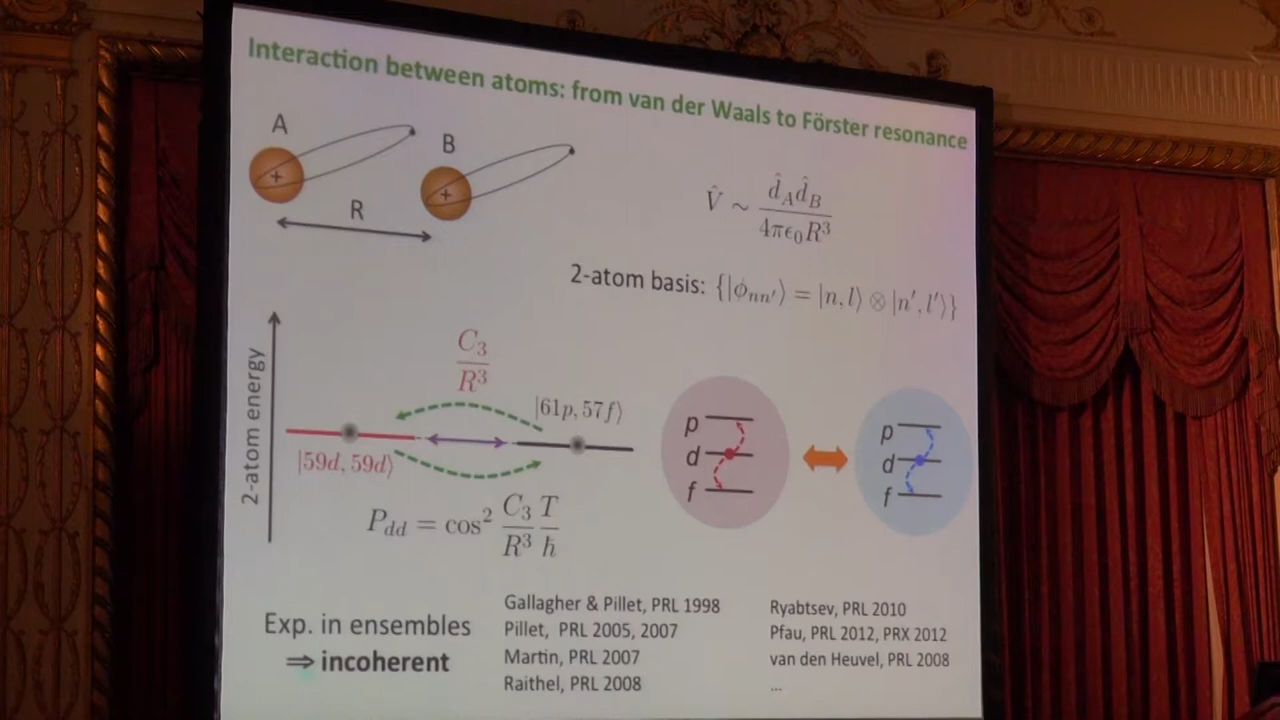 Interaction between atoms: from van der Waals to Förster resonance
A
B
+
+
R
V̂ ~ d̂_A d̂_B / 4πϵ₀R³
2-atom basis: {|ϕ_nn'⟩ = |n, l⟩ ⊗ |n', l'⟩}
2-atom energy
C₃ / R³
|61p, 57f⟩
|59d, 59d⟩
P_dd = cos² C₃/R³ T/ħ
p
d
f
p
d
f
Exp. in ensembles
⇒ incoherent
Gallagher & Pillet, PRL 1998
Pillet, PRL 2005, 2007
Martin, PRL 2007
Raithel, PRL 2008
Ryabtsev, PRL 2010
Pfau, PRL 2012, PRX 2012
van den Heuvel, PRL 2008
...